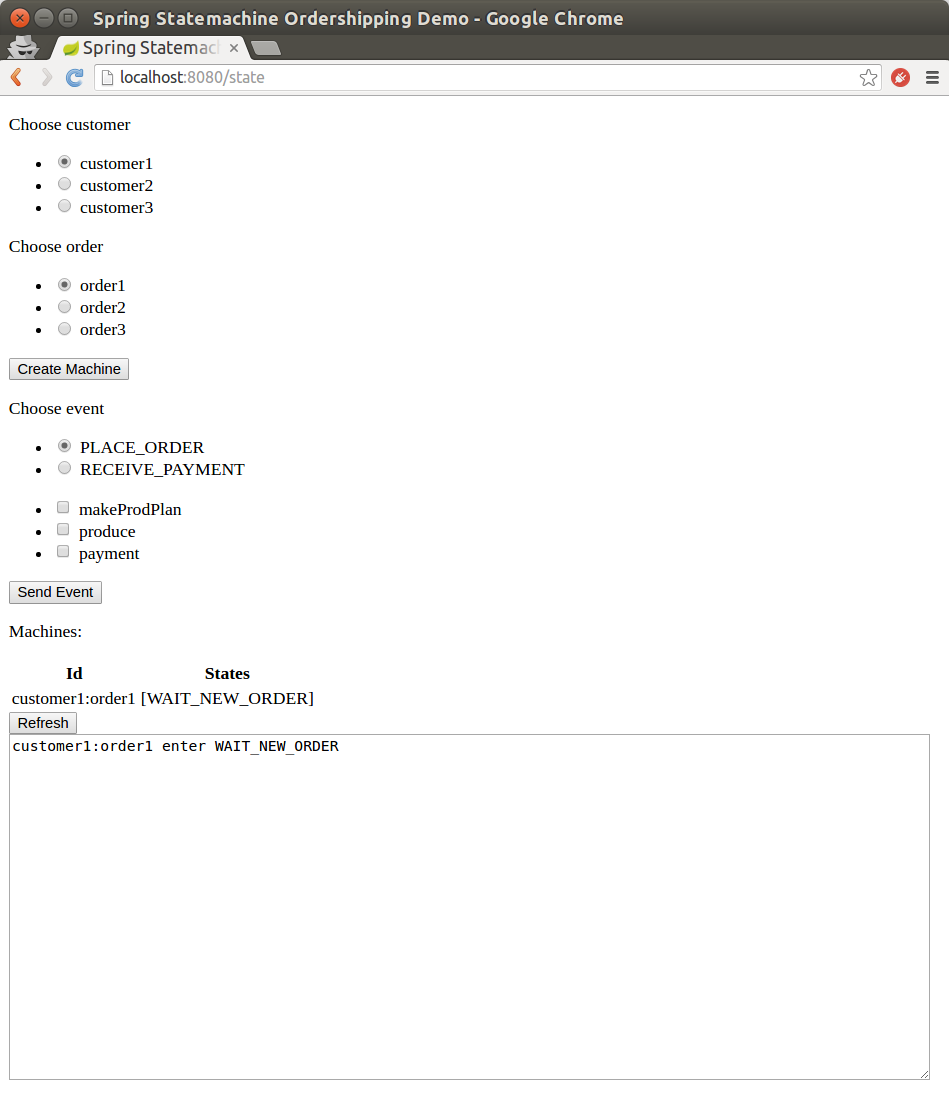 Spring Statemachine Ordershipping Demo - Google Chrome
Spring Statemac
localhost:8080/state
Choose customer
customer1
customer2
customer3
Choose order
order1
order2
order3
Create Machine
Choose event
PLACE_ORDER
RECEIVE_PAYMENT
makeProdPlan
produce
payment
Send Event
Machines:
Id States
customer1:order1 [WAIT_NEW_ORDER]
Refresh
customer1:order1 enter WAIT_NEW_ORDER